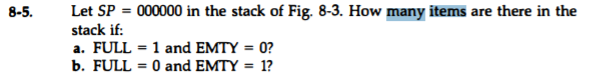 8-5. Let SP = 000000 in the stack of Fig. 8-3. How many items are there in the
stack if:
a. FULL = 1 and EMTY = 0?
b. FULL = 0 and EMTY = 1?